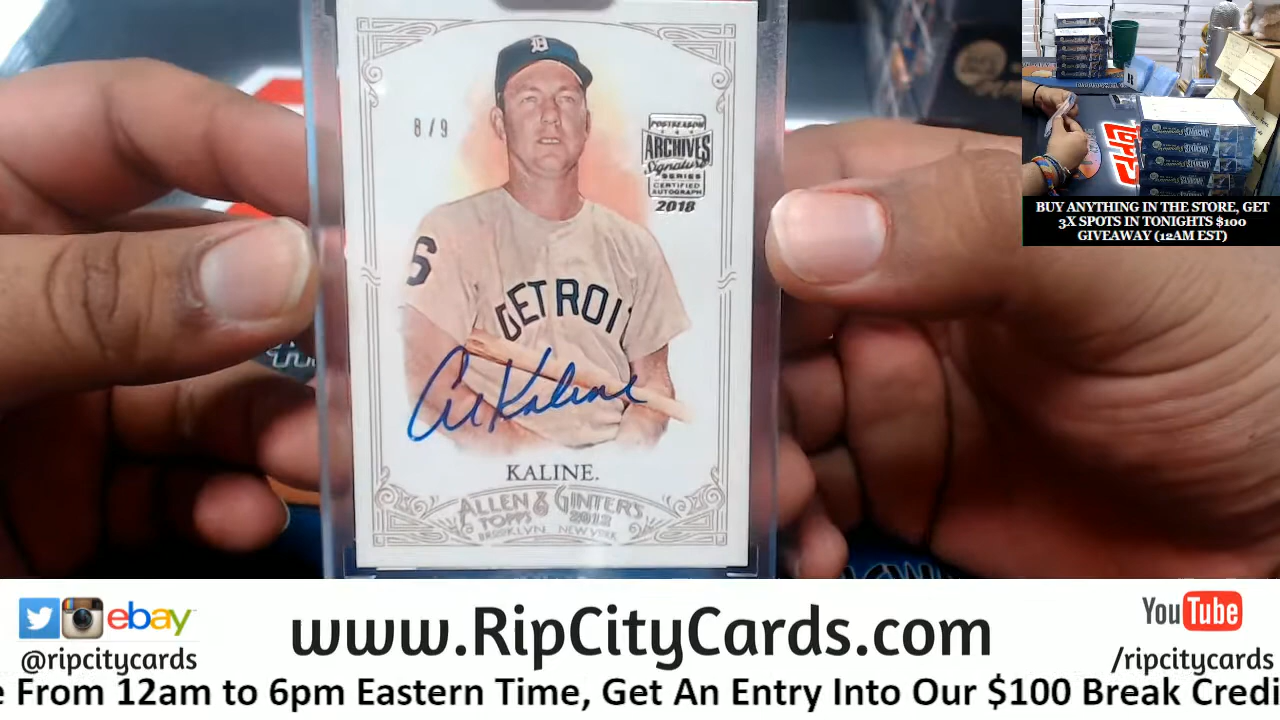 8/9
POSTSEASON
ARCHIVES
Signature
SERIES
CERTIFIED
AUTOGRAPH
2018
6
DETROI
Al Kaline
KALINE.
ALLEN & GINTER'S
TOPPS 2012
BROOKLYN NEW YORK
BUY ANYTHING IN THE STORE, GET
3X SPOTS IN TONIGHTS $100
GIVEAWAY (12AM EST)
ebay
@ripcitycards
www.RipCityCards.com
YouTube
/ripcitycards
e From 12am to 6pm Eastern Time, Get An Entry Into Our $100 Break Credi